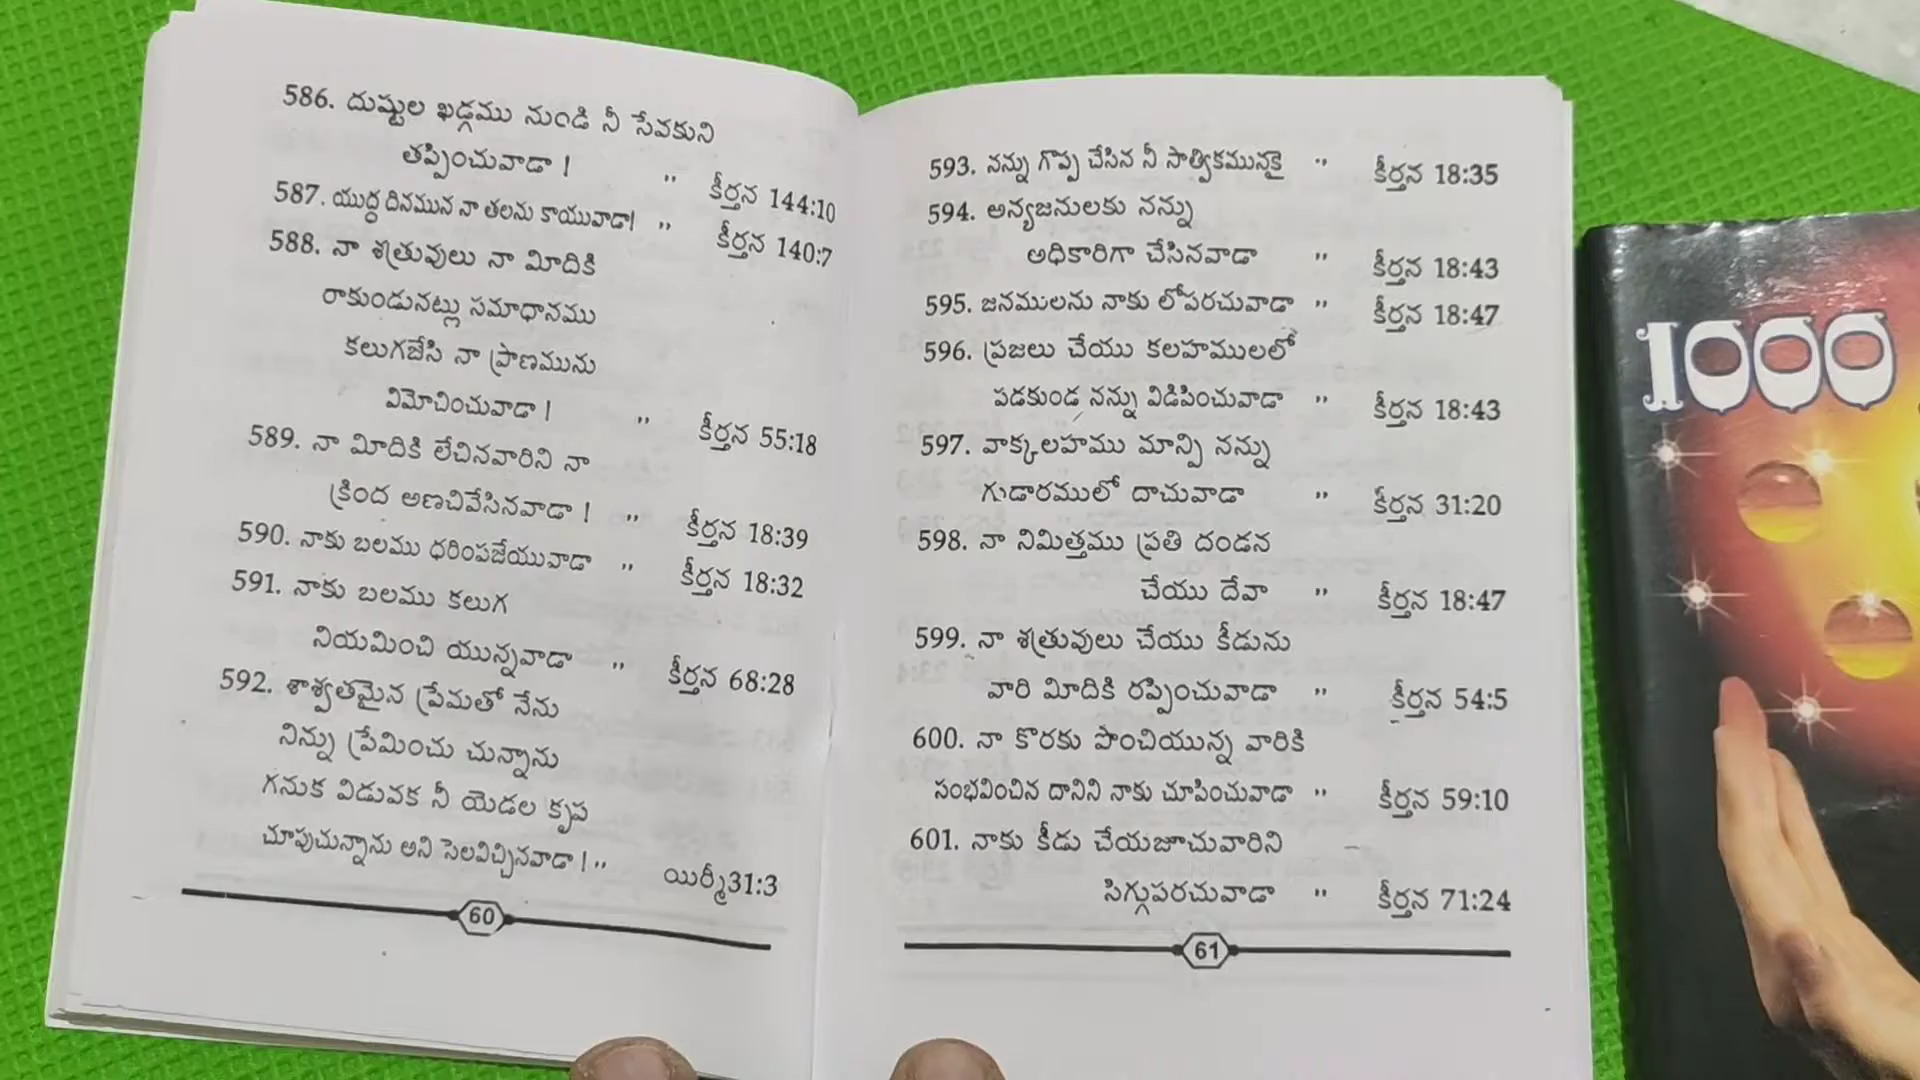 586. దుష్టుల ఖడ్గము నుండి నీ సేవకుని
తప్పించువాడా ! ,, కీర్తన 144:10
587. యుద్ధ దినమున నా తలను కాయువాడా! ,, కీర్తన 140:7
588. నా శత్రువులు నా మీదికి
రాకుండునట్లు సమాధానము
కలుగజేసి నా ప్రాణమును
విమోచించువాడా ! ,, కీర్తన 55:18
589. నా మీదికి లేచినవారిని నా
క్రింద అణచివేసినవాడా ! ,, కీర్తన 18:39
590. నాకు బలము ధరింపజేయువాడా ,, కీర్తన 18:32
591. నాకు బలము కలుగ
నియమించి యున్నవాడా ,, కీర్తన 68:28
592. శాశ్వతమైన ప్రేమతో నేను
నిన్ను ప్రేమించు చున్నాను
గనుక విడువక నీ యెడల కృప
చూపుచున్నాను అని సెలవిచ్చినవాడా ! ,, యిర్మీ31:3
60
593. నన్ను గొప్ప చేసిన నీ సాత్వికమునకై ,, కీర్తన 18:35
594. అన్యజనులకు నన్ను
అధికారిగా చేసినవాడా ,, కీర్తన 18:43
595. జనములను నాకు లోపరచువాడా ,, కీర్తన 18:47
596. ప్రజలు చేయు కలహములలో
పడకుండ నన్ను విడిపించువాడా ,, కీర్తన 18:43
597. వాక్కలహము మాన్పి నన్ను
గుడారములో దాచువాడా ,, కీర్తన 31:20
598. నా నిమిత్తము ప్రతి దండన
చేయు దేవా ,, కీర్తన 18:47
599. నా శత్రువులు చేయు కీడును
వారి మీదికి రప్పించువాడా ,, కీర్తన 54:5
600. నా కొరకు పొంచియున్న వారికి
సంభవించిన దానిని నాకు చూపించువాడా ,, కీర్తన 59:10
601. నాకు కీడు చేయజూచువారిని
సిగ్గుపరచువాడా ,, కీర్తన 71:24
61
1000